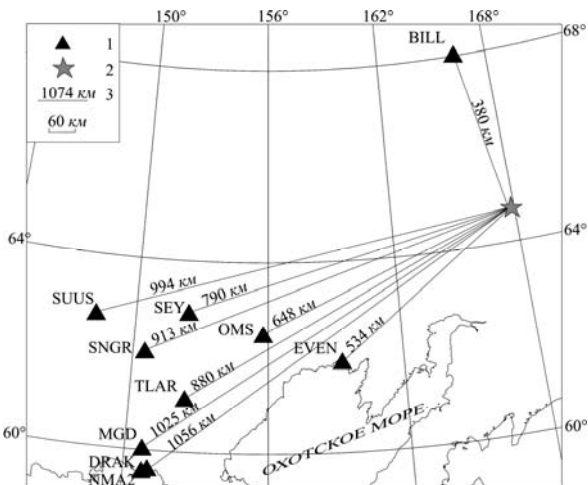 150° 156° 162° 168°
68°
1
2
1074 км 3
60 км
BILL
380 км
64°
64°
SUUS
994 км
SEY
790 км
OMS
648 км
SNGR
913 км
EVEN
534 км
TLAR
880 км
MGD
1025 км
1056 км
60°
60°
ОХОТСКОЕ МОРЕ
DRAK
NMA2